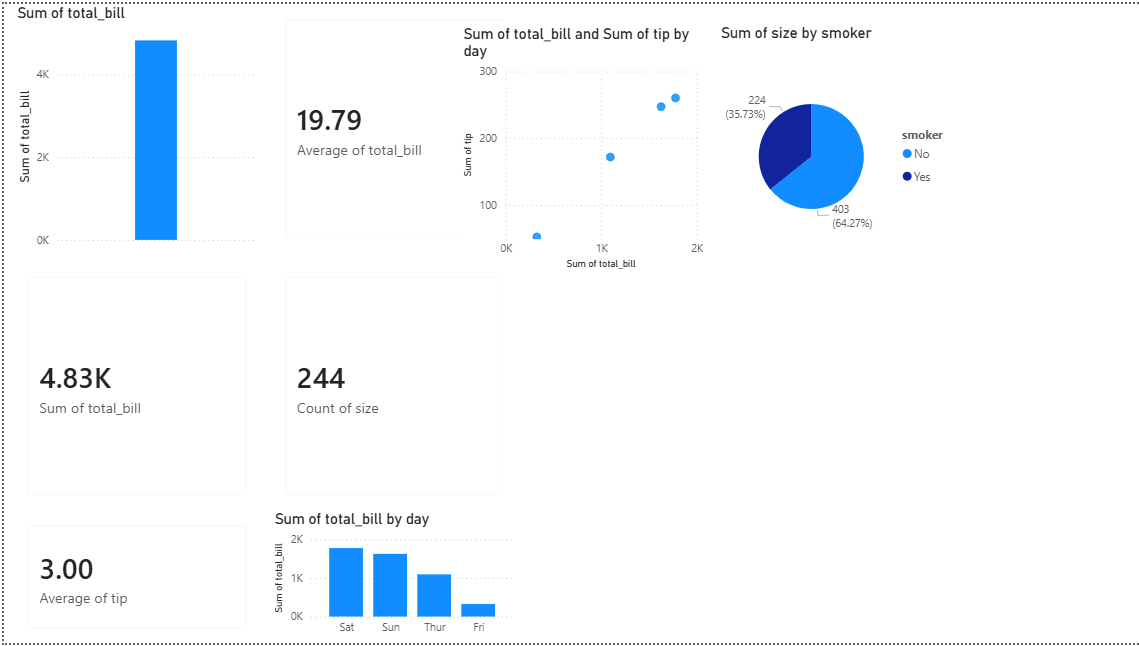 Sum of total_bill
4K
2K
0K
Sum of total_bill
19.79
Average of total_bill
Sum of total_bill and Sum of tip by
day
300
200
100
Sum of tip
0K
1K
2K
Sum of total_bill
Sum of size by smoker
224
(35.73%)
403
(64.27%)
smoker
No
Yes
4.83K
Sum of total_bill
244
Count of size
3.00
Average of tip
Sum of total_bill by day
2K
1K
0K
Sum of total_bill
Sat
Sun
Thur
Fri